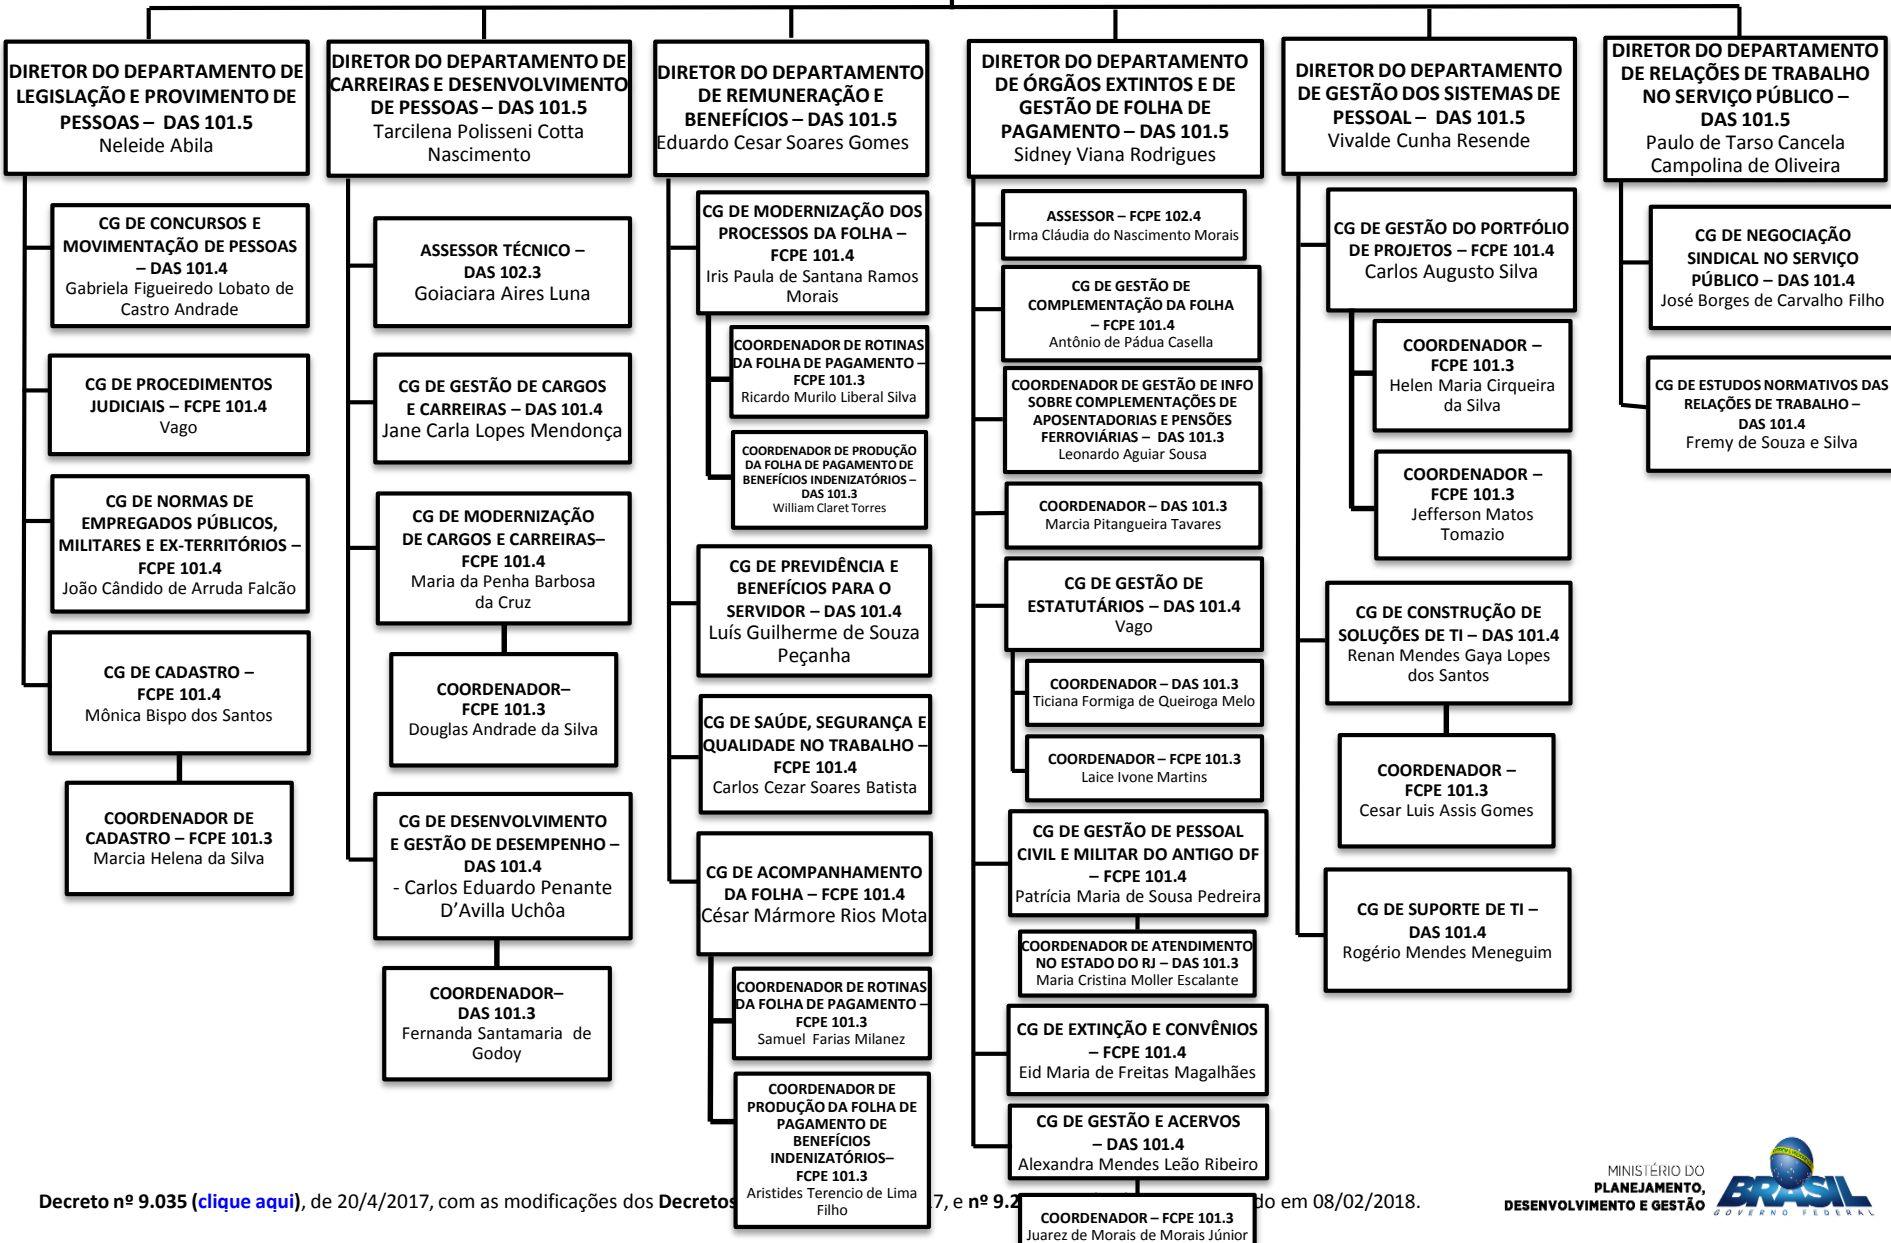 DIRETOR DO DEPARTAMENTO DE
LEGISLAÇÃO E PROVIMENTO DE
PESSOAS – DAS 101.5
Neleide Abila
CG DE CONCURSOS E
MOVIMENTAÇÃO DE PESSOAS
– DAS 101.4
Gabriela Figueiredo Lobato de
Castro Andrade
CG DE PROCEDIMENTOS
JUDICIAIS – FCPE 101.4
Vago
CG DE NORMAS DE
EMPREGADOS PÚBLICOS,
MILITARES E EX-TERRITÓRIOS –
FCPE 101.4
João Cândido de Arruda Falcão
CG DE CADASTRO –
FCPE 101.4
Mônica Bispo dos Santos
COORDENADOR DE
CADASTRO – FCPE 101.3
Marcia Helena da Silva
DIRETOR DO DEPARTAMENTO DE
CARREIRAS E DESENVOLVIMENTO
DE PESSOAS – DAS 101.5
Tarcilena Polisseni Cotta
Nascimento
ASSESSOR TÉCNICO –
DAS 102.3
Goiaciara Aires Luna
CG DE GESTÃO DE CARGOS
E CARREIRAS – DAS 101.4
Jane Carla Lopes Mendonça
CG DE MODERNIZAÇÃO
DE CARGOS E CARREIRAS–
FCPE 101.4
Maria da Penha Barbosa
da Cruz
COORDENADOR–
FCPE 101.3
Douglas Andrade da Silva
CG DE DESENVOLVIMENTO
E GESTÃO DE DESEMPENHO –
DAS 101.4
- Carlos Eduardo Penante
D’Avilla Uchôa
COORDENADOR–
DAS 101.3
Fernanda Santamaria de
Godoy
DIRETOR DO DEPARTAMENTO
DE REMUNERAÇÃO E
BENEFÍCIOS – DAS 101.5
Eduardo Cesar Soares Gomes
CG DE MODERNIZAÇÃO DOS
PROCESSOS DA FOLHA –
FCPE 101.4
Iris Paula de Santana Ramos
Morais
COORDENADOR DE ROTINAS
DA FOLHA DE PAGAMENTO –
FCPE 101.3
Ricardo Murilo Liberal Silva
COORDENADOR DE PRODUÇÃO
DA FOLHA DE PAGAMENTO DE
BENEFÍCIOS INDENIZATÓRIOS –
DAS 101.3
William Claret Torres
CG DE PREVIDÊNCIA E
BENEFÍCIOS PARA O
SERVIDOR – DAS 101.4
Luís Guilherme de Souza
Peçanha
CG DE SAÚDE, SEGURANÇA E
QUALIDADE NO TRABALHO –
FCPE 101.4
Carlos Cezar Soares Batista
CG DE ACOMPANHAMENTO
DA FOLHA – FCPE 101.4
César Mármore Rios Mota
COORDENADOR DE ROTINAS
DA FOLHA DE PAGAMENTO –
FCPE 101.3
Samuel Farias Milanez
COORDENADOR DE
PRODUÇÃO DA FOLHA DE
PAGAMENTO DE
BENEFÍCIOS
INDENIZATÓRIOS–
FCPE 101.3
Aristides Terencio de Lima
Filho
DIRETOR DO DEPARTAMENTO
DE ÓRGÃOS EXTINTOS E DE
GESTÃO DE FOLHA DE
PAGAMENTO – DAS 101.5
Sidney Viana Rodrigues
ASSESSOR – FCPE 102.4
Irma Cláudia do Nascimento Morais
CG DE GESTÃO DE
COMPLEMENTAÇÃO DA FOLHA
– FCPE 101.4
Antônio de Pádua Casella
COORDENADOR DE GESTÃO DE INFO
SOBRE COMPLEMENTAÇÕES DE
APOSENTADORIAS E PENSÕES
FERROVIÁRIAS – DAS 101.3
Leonardo Aguiar Sousa
COORDENADOR – DAS 101.3
Marcia Pitangueira Tavares
CG DE GESTÃO DE
ESTATUTÁRIOS – DAS 101.4
Vago
COORDENADOR – DAS 101.3
Ticiana Formiga de Queiroga Melo
COORDENADOR – FCPE 101.3
Laice Ivone Martins
CG DE GESTÃO DE PESSOAL
CIVIL E MILITAR DO ANTIGO DF
– FCPE 101.4
Patrícia Maria de Sousa Pedreira
COORDENADOR DE ATENDIMENTO
NO ESTADO DO RJ – DAS 101.3
Maria Cristina Moller Escalante
CG DE EXTINÇÃO E CONVÊNIOS
– FCPE 101.4
Eid Maria de Freitas Magalhães
CG DE GESTÃO E ACERVOS
– DAS 101.4
Alexandra Mendes Leão Ribeiro
COORDENADOR – FCPE 101.3
Juarez de Morais de Morais Júnior
DIRETOR DO DEPARTAMENTO
DE GESTÃO DOS SISTEMAS DE
PESSOAL – DAS 101.5
Vivalde Cunha Resende
CG DE GESTÃO DO PORTFÓLIO
DE PROJETOS – FCPE 101.4
Carlos Augusto Silva
COORDENADOR –
FCPE 101.3
Helen Maria Cirqueira
da Silva
COORDENADOR –
FCPE 101.3
Jefferson Matos
Tomazio
CG DE CONSTRUÇÃO DE
SOLUÇÕES DE TI – DAS 101.4
Renan Mendes Gaya Lopes
dos Santos
COORDENADOR –
FCPE 101.3
Cesar Luis Assis Gomes
CG DE SUPORTE DE TI –
DAS 101.4
Rogério Mendes Meneguim
DIRETOR DO DEPARTAMENTO
DE RELAÇÕES DE TRABALHO
NO SERVIÇO PÚBLICO –
DAS 101.5
Paulo de Tarso Cancela
Campolina de Oliveira
CG DE NEGOCIAÇÃO
SINDICAL NO SERVIÇO
PÚBLICO – DAS 101.4
José Borges de Carvalho Filho
CG DE ESTUDOS NORMATIVOS DAS
RELAÇÕES DE TRABALHO –
DAS 101.4
Fremy de Souza e Silva
Decreto nº 9.035 (clique aqui), de 20/4/2017, com as modificações dos Decretos 7, e nº 9.2 do em 08/02/2018.
MINISTÉRIO DO
PLANEJAMENTO,
DESENVOLVIMENTO E GESTÃO
BRASIL
GOVERNO FEDERAL